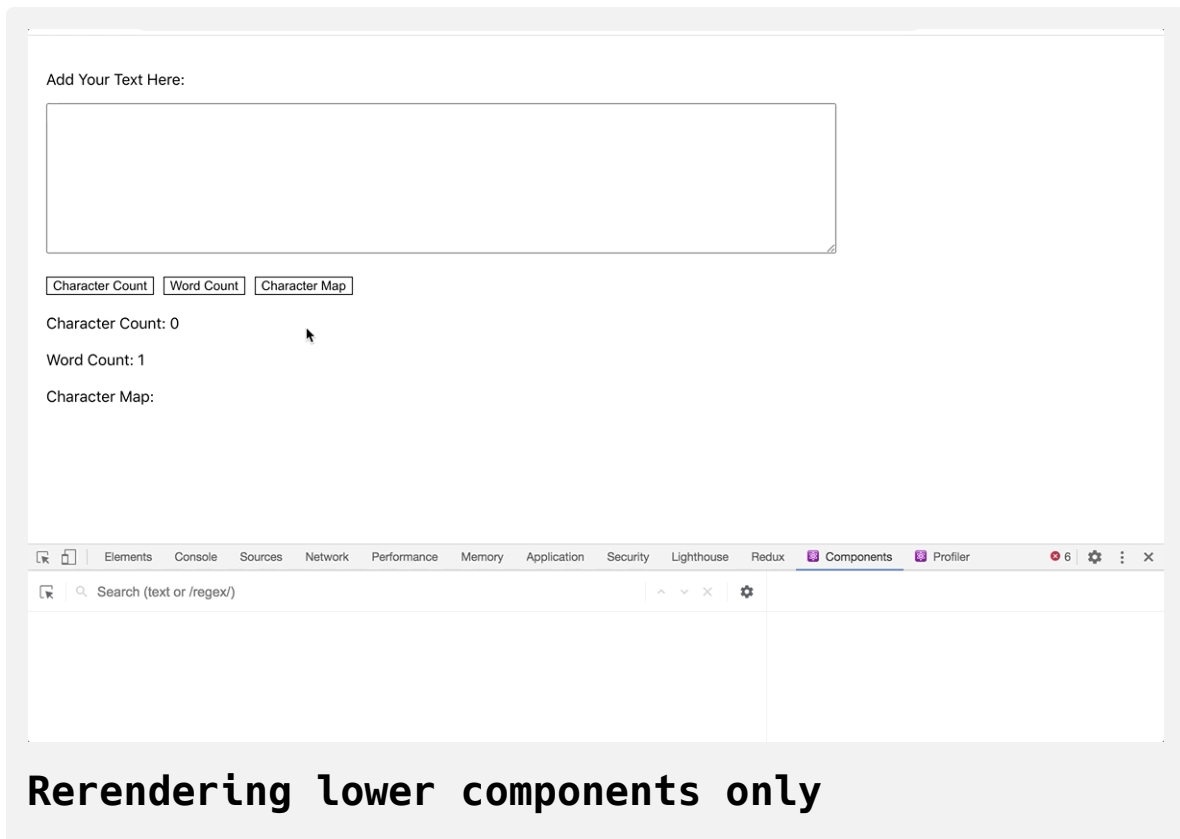 Add Your Text Here:
Character Count Word Count Character Map
Character Count: 0
Word Count: 1
Character Map:
Elements Console Sources Network Performance Memory Application Security Lighthouse Redux Components Profiler 6
Search (text or /regex/)
Rerendering lower components only